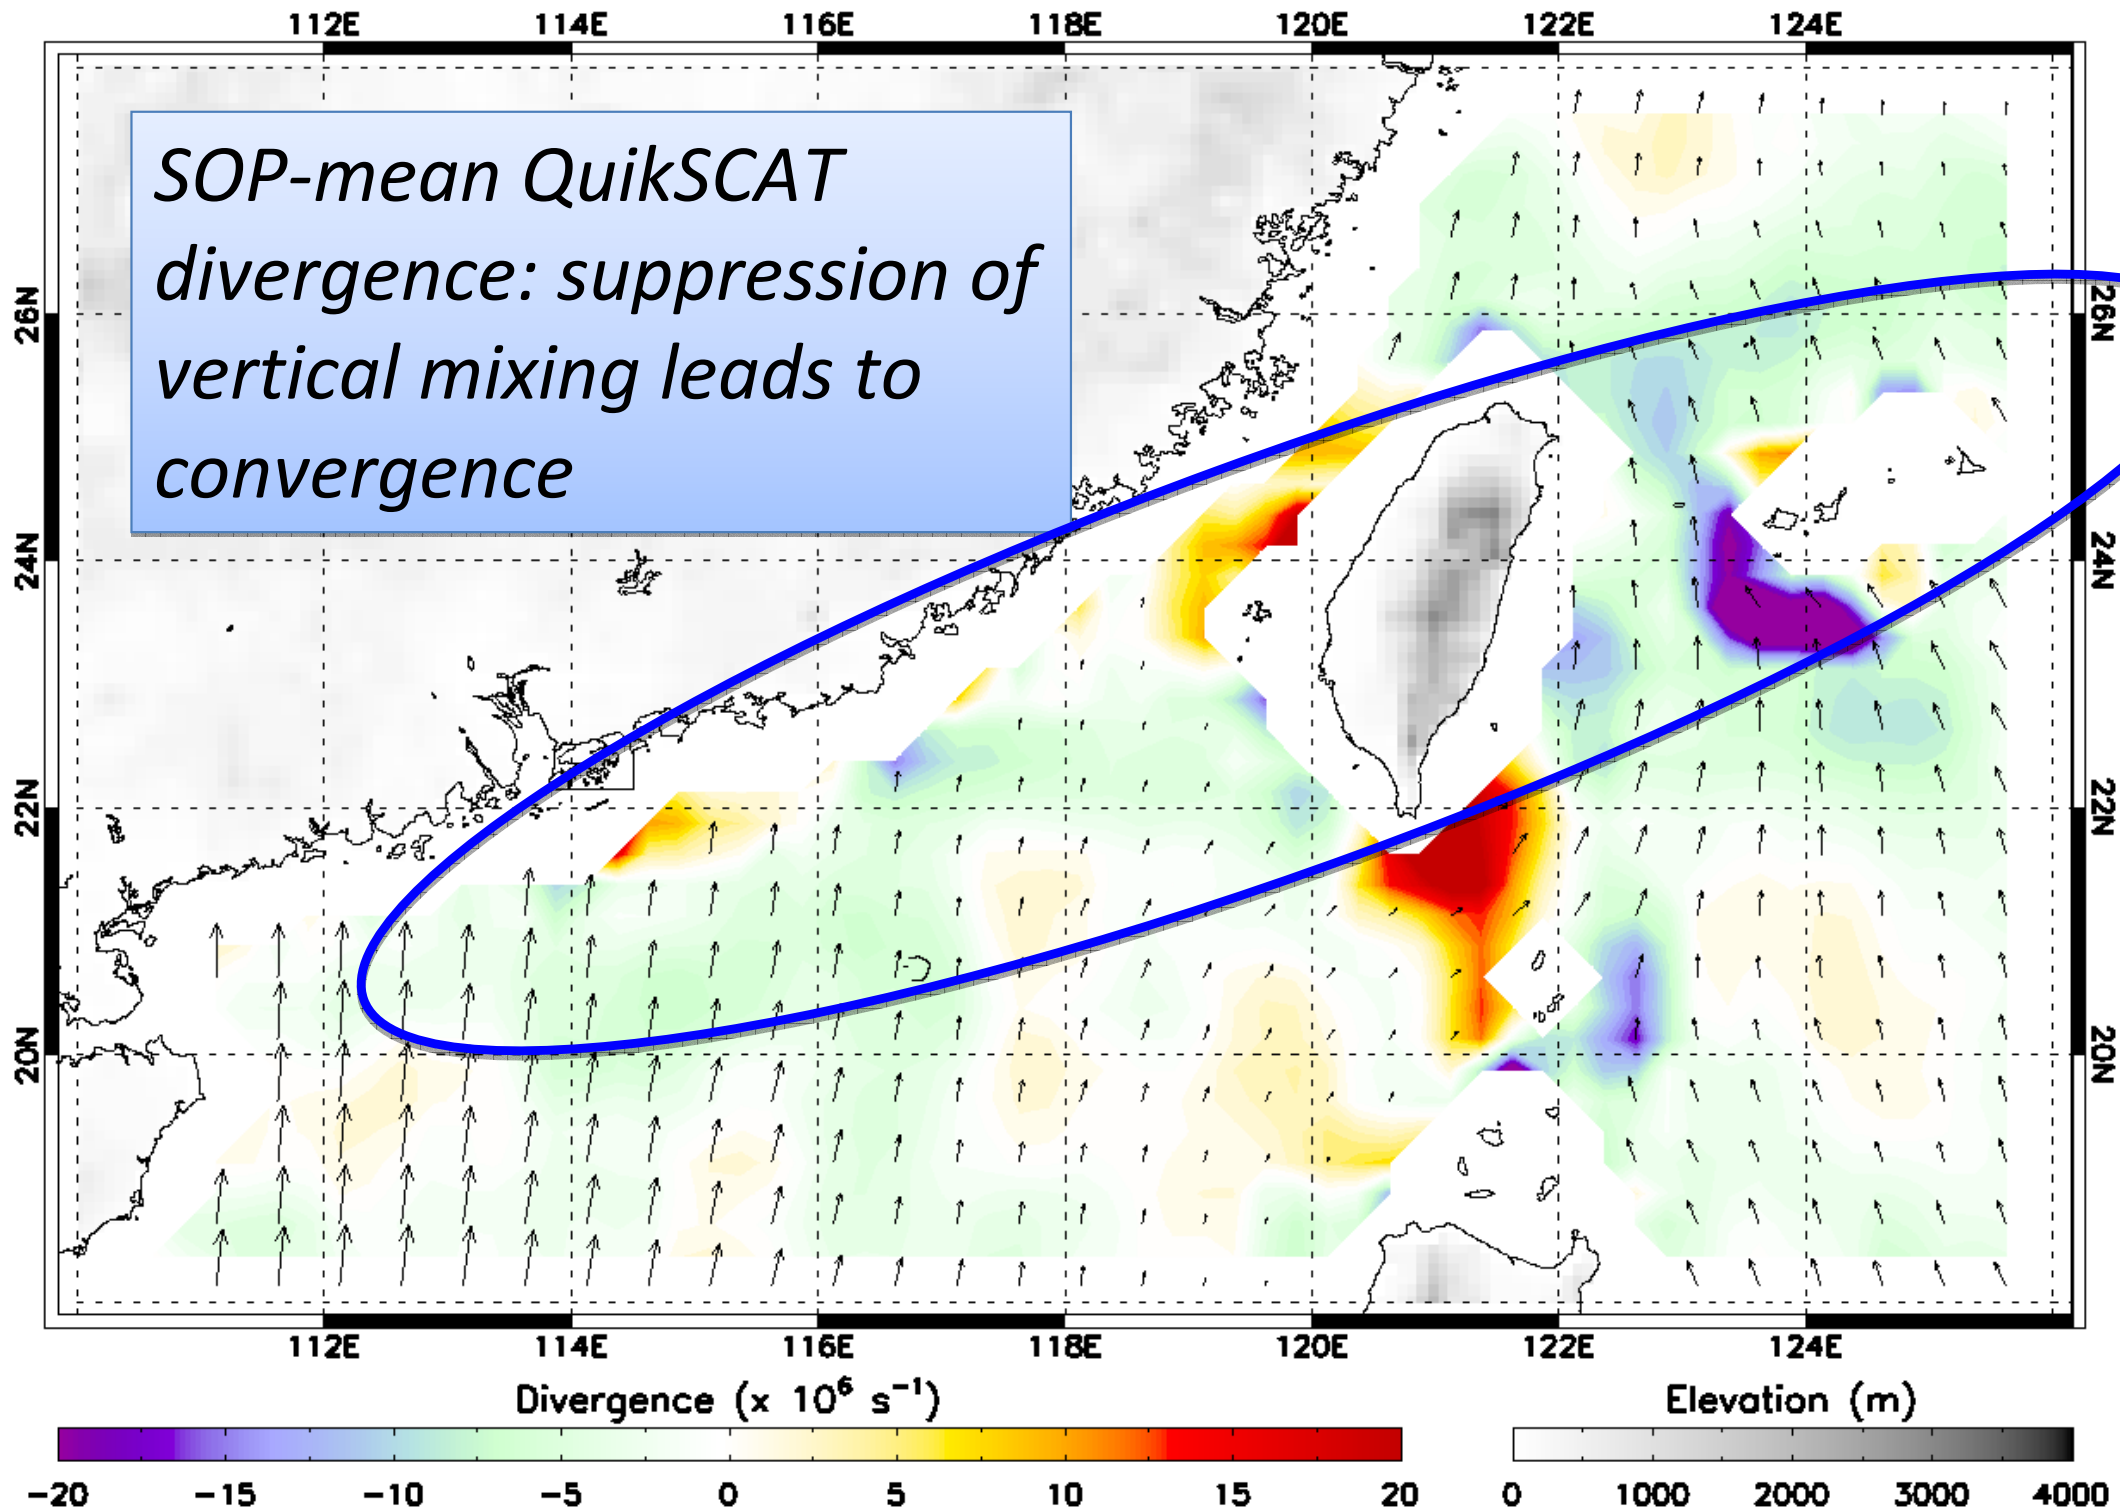 112E 114E 116E 118E 120E 122E 124E
SOP-mean QuikSCAT
divergence: suppression of
vertical mixing leads to
convergence
26N 26N
24N 24N
22N 22N
20N 20N
112E 114E 116E 118E 120E 122E 124E
Divergence (x 10⁶ s⁻¹) Elevation (m)
-20 -15 -10 -5 0 5 10 15 20 0 1000 2000 3000 4000